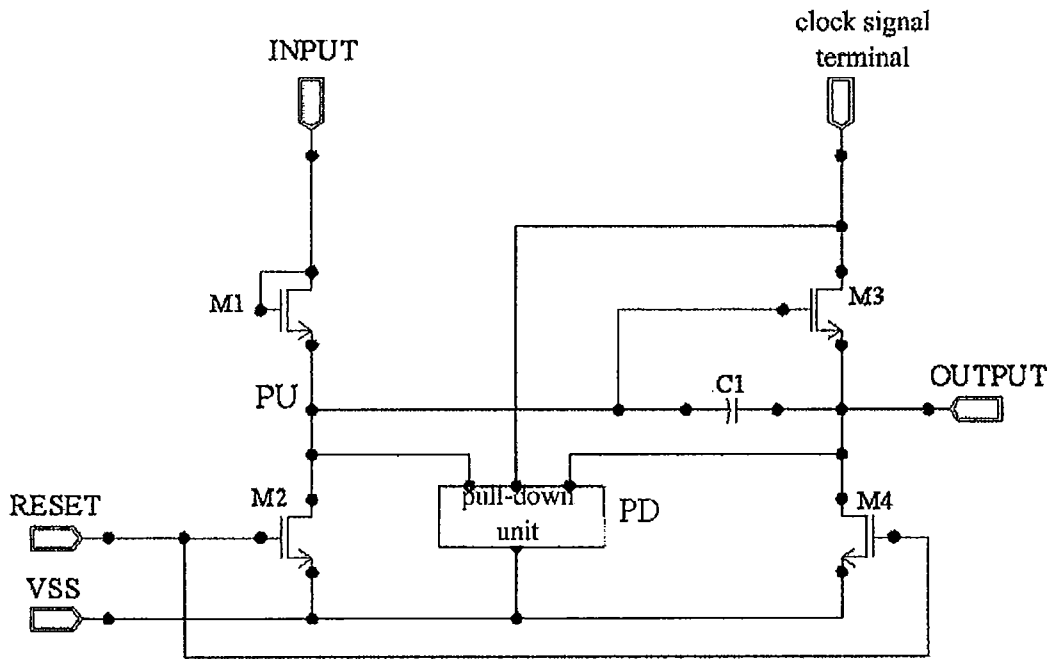 clock signal
terminal
INPUT
M1
M3
PU
C1
OUTPUT
RESET
M2
pull-down
unit
PD
M4
VSS